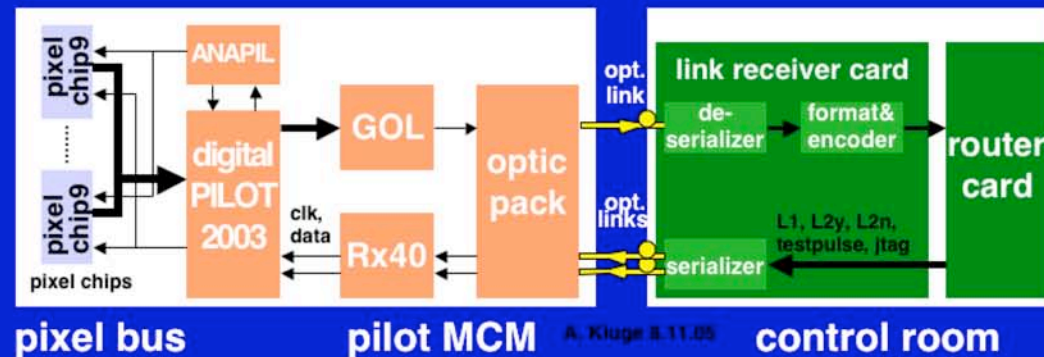 pixel
chip9
pixel
chip9
pixel chips
ANAPIL
digital
PILOT
2003
clk,
data
GOL
Rx40
optic
pack
opt.
link
opt.
links
link receiver card
de-
serializer
format&
encoder
L1, L2y, L2n,
testpulse, jtag
serializer
router
card
pixel bus
pilot MCM
A. Kluge 8.11.05
control room